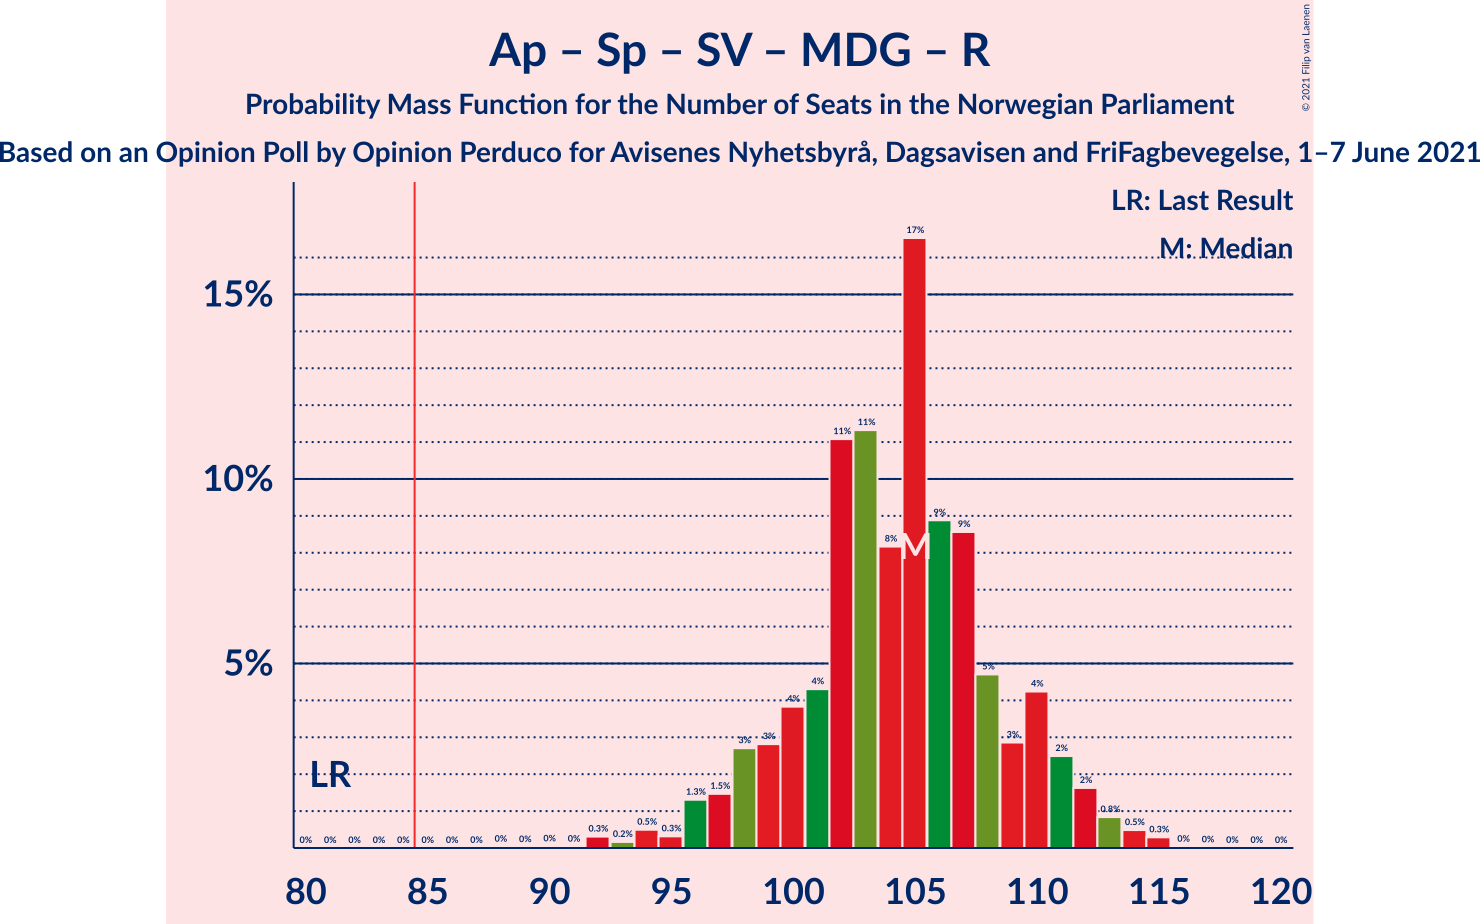 Ap – Sp – SV – MDG – R
© 2021 Filip van Laenen
Probability Mass Function for the Number of Seats in the Norwegian Parliament
Based on an Opinion Poll by Opinion Perduco for Avisenes Nyhetsbyrå, Dagsavisen and FriFagbevegelse, 1–7 June 2021
LR: Last Result
M: Median
15%
10%
5%
LR
M
0% 0% 0% 0% 0% 0% 0% 0% 0% 0% 0% 0% 0.3% 0.2% 0.5% 0.3% 1.3% 1.5% 3% 3% 4% 4% 11% 11% 8% 17% 9% 9% 5% 3% 4% 2% 2% 0.8% 0.5% 0.3% 0% 0% 0% 0% 0%
80 85 90 95 100 105 110 115 120